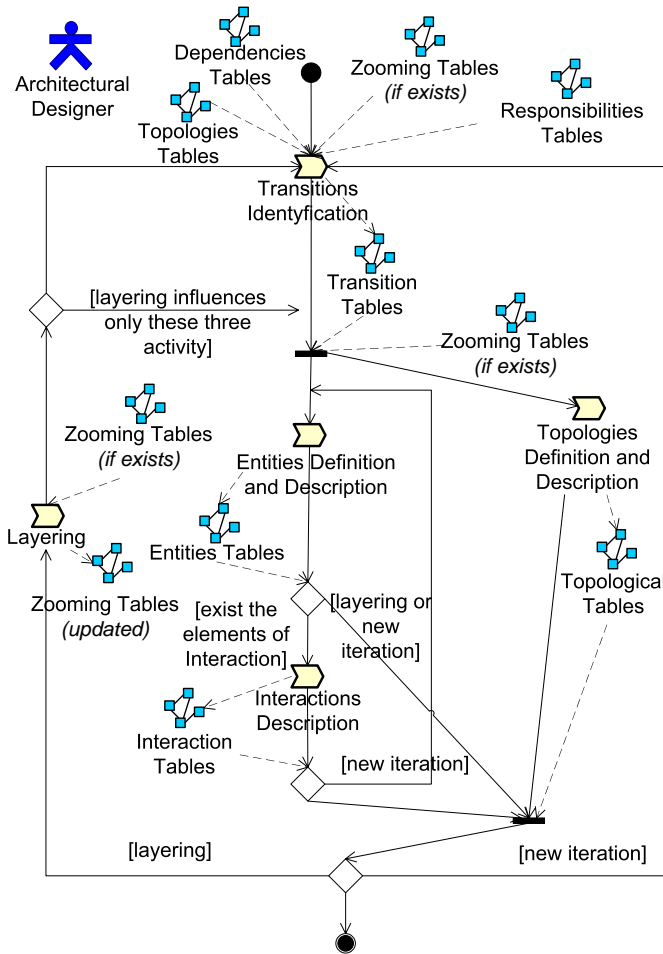 Architectural
Designer
Dependencies
Tables
Zooming Tables
(if exists)
Responsibilities
Tables
Topologies
Tables
Transitions
Identyfication
Transition
Tables
[layering influences
only these three
activity]
Zooming Tables
(if exists)
Zooming Tables
(if exists)
Topologies
Definition and
Description
Entities Definition
and Description
Layering
Entities Tables
Zooming Tables
(updated)
Topological
Tables
[exist the
elements of
Interaction]
[layering or
new
iteration]
Interactions
Description
Interaction
Tables
[new iteration]
[layering]
[new iteration]